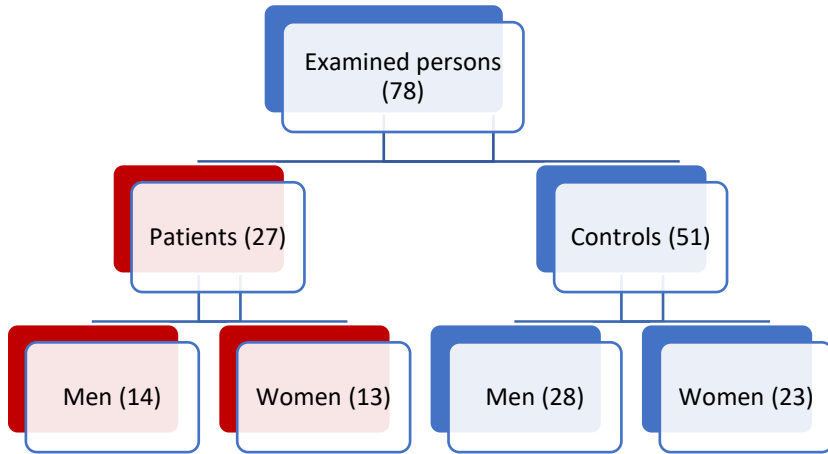 Examined persons
(78)
Patients (27)
Controls (51)
Men (14)
Women (13)
Men (28)
Women (23)